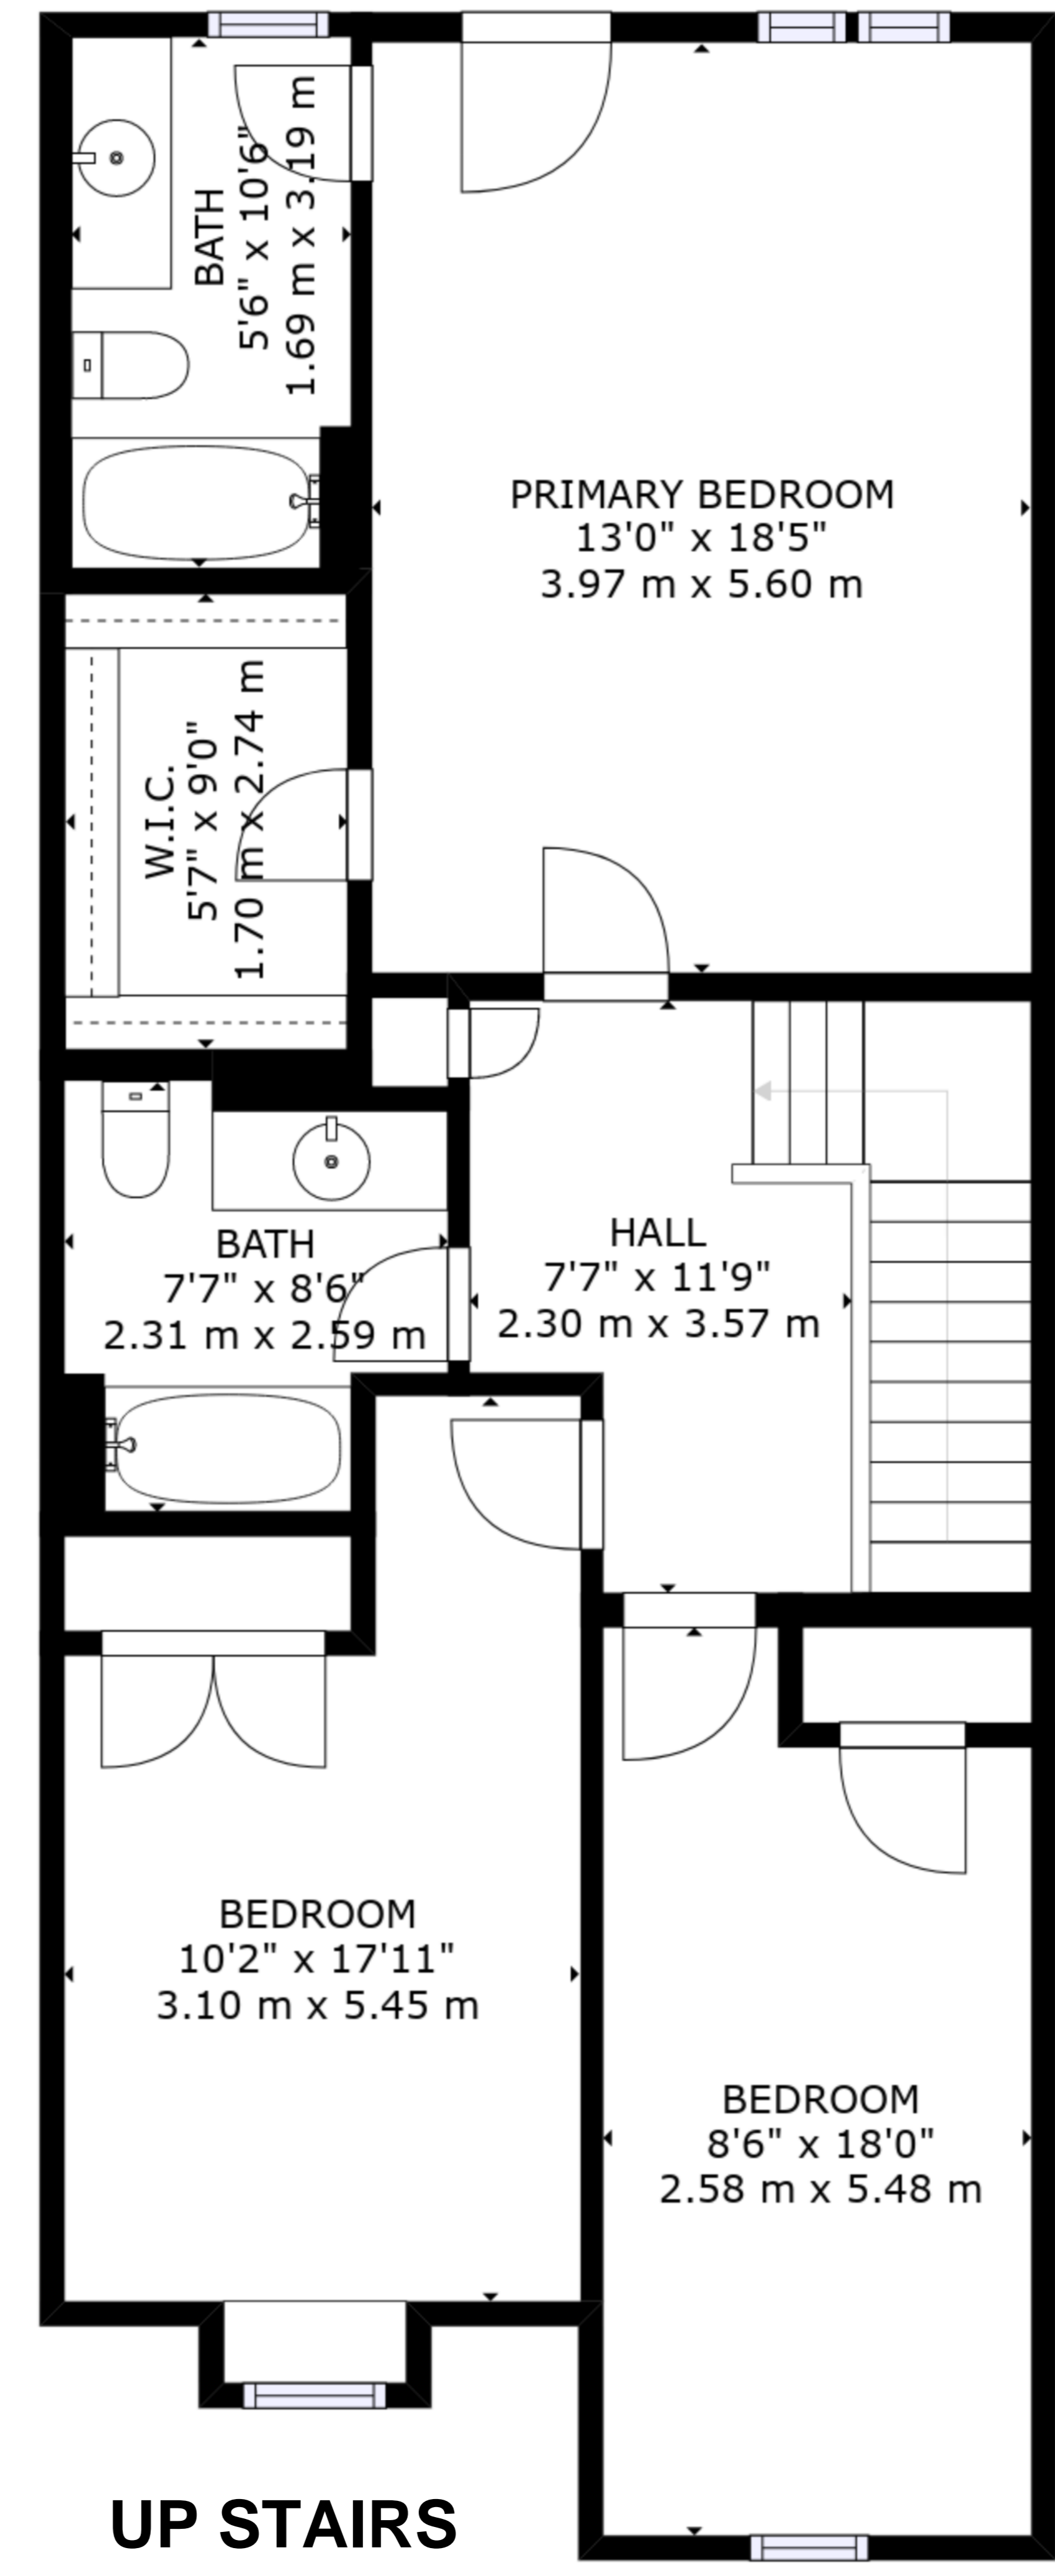 BATH
5'6" x 10'6"
1.69 m x 3.19 m
PRIMARY BEDROOM
13'0" x 18'5"
3.97 m x 5.60 m
W.I.C.
5'7" x 9'0"
1.70 m x 2.74 m
BATH
7'7" x 8'6"
2.31 m x 2.59 m
HALL
7'7" x 11'9"
2.30 m x 3.57 m
BEDROOM
10'2" x 17'11"
3.10 m x 5.45 m
BEDROOM
8'6" x 18'0"
2.58 m x 5.48 m
UP STAIRS